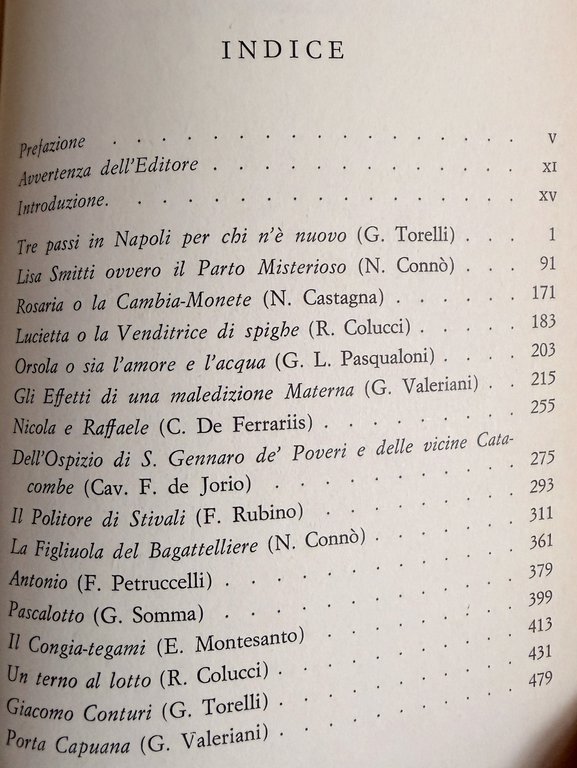 INDICE
Prefazione . . . . . . . . . . . . . . . . . V
Avvertenza dell'Editore . . . . . . . . . . . . . XI
Introduzione. . . . . . . . . . . . . . . . . XV
Tre passi in Napoli per chi n'è nuovo (G. Torelli) . . . 1
Lisa Smitti ovvero il Parto Misterioso (N. Connò) . . . 91
Rosaria o la Cambia-Monete (N. Castagna) . . . . . . 171
Lucietta o la Venditrice di spighe (R. Colucci) . . . . . 183
Orsola o sia l'amore e l'acqua (G. L. Pasqualoni) . . . . 203
Gli Effetti di una maledizione Materna (G. Valeriani) . . 215
Nicola e Raffaele (C. De Ferrariis) . . . . . . . . . 255
Dell'Ospizio di S. Gennaro de' Poveri e delle vicine Cata-
combe (Cav. F. de Jorio) . . . . . . . . . . . 275
Il Politore di Stivali (F. Rubino) . . . . . . . . . 293
La Figliuola del Bagattelliere (N. Connò) . . . . . . . 311
Antonio (F. Petruccelli) . . . . . . . . . . . . . 361
Pascalotto (G. Somma) . . . . . . . . . . . . . 379
Il Congia-tegami (E. Montesanto) . . . . . . . . . 399
Un terno al lotto (R. Colucci) . . . . . . . . . . 413
Giacomo Conturi (G. Torelli) . . . . . . . . . . . 431
Porta Capuana (G. Valeriani) . . . . . . . . . . . 479